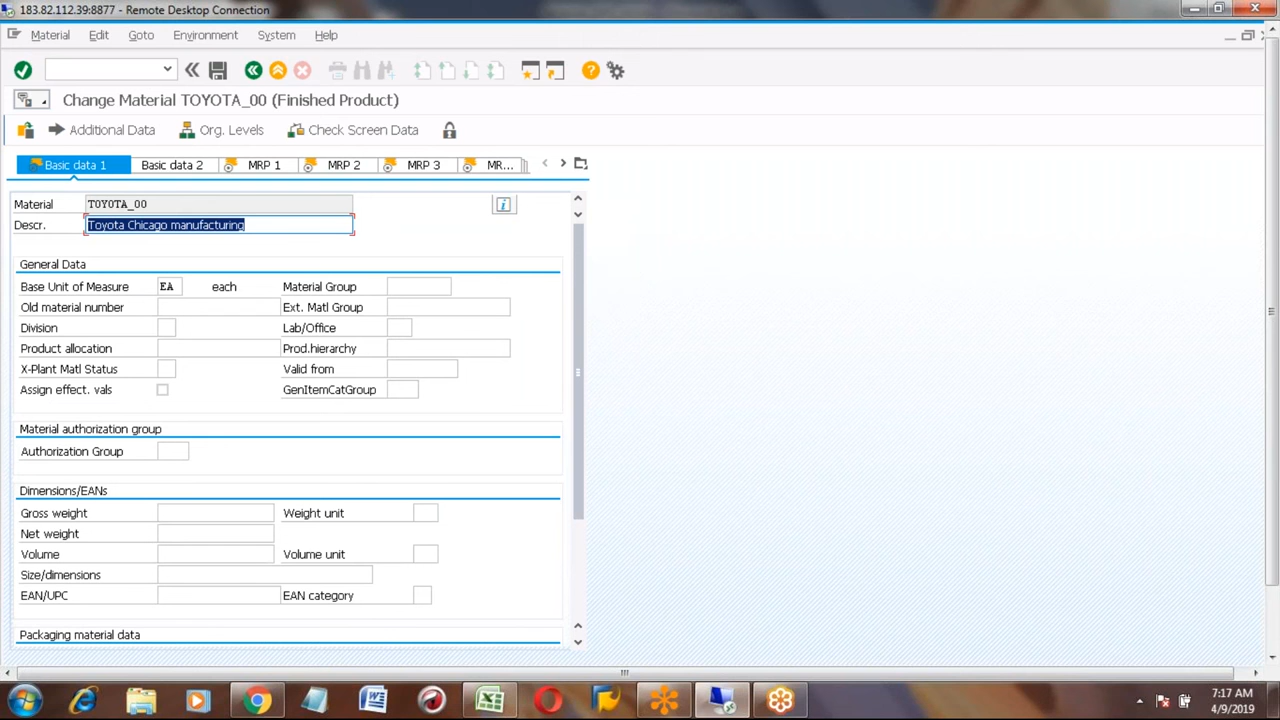 183.82.112.39:8877 - Remote Desktop Connection
Material Edit Goto Environment System Help
Change Material TOYOTA_00 (Finished Product)
Additional Data Org. Levels Check Screen Data
Basic data 1 Basic data 2 MRP 1 MRP 2 MRP 3 MR...
Material TOYOTA_00
Descr. Toyota Chicago manufacturing
General Data
Base Unit of Measure EA each Material Group
Old material number Ext. Matl Group
Division Lab/Office
Product allocation Prod.hierarchy
X-Plant Matl Status Valid from
Assign effect. vals GenItemCatGroup
Material authorization group
Authorization Group
Dimensions/EANs
Gross weight Weight unit
Net weight
Volume Volume unit
Size/dimensions
EAN/UPC EAN category
Packaging material data
7:17 AM
4/9/2019